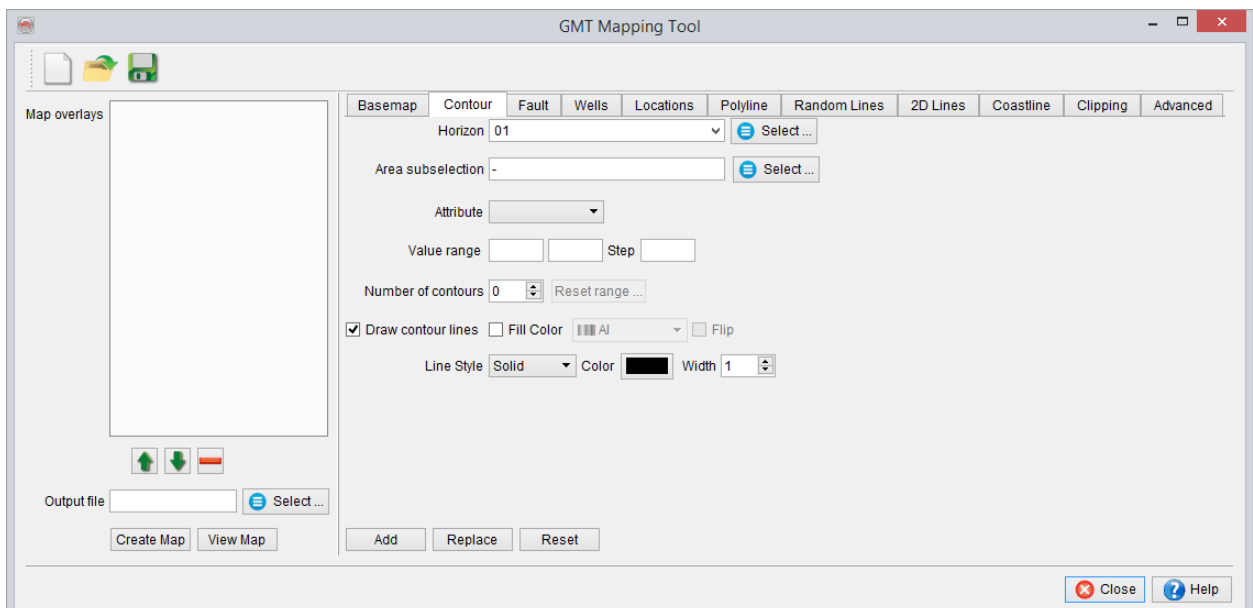 GMT Mapping Tool
Map overlays
Basemap Contour Fault Wells Locations Polyline Random Lines 2D Lines Coastline Clipping Advanced
Horizon 01 Select ...
Area subselection - Select ...
Attribute
Value range Step
Number of contours 0 Reset range ...
Draw contour lines Fill Color AI Flip
Line Style Solid Color Width 1
Output file Select ...
Create Map View Map
Add Replace Reset
Close Help